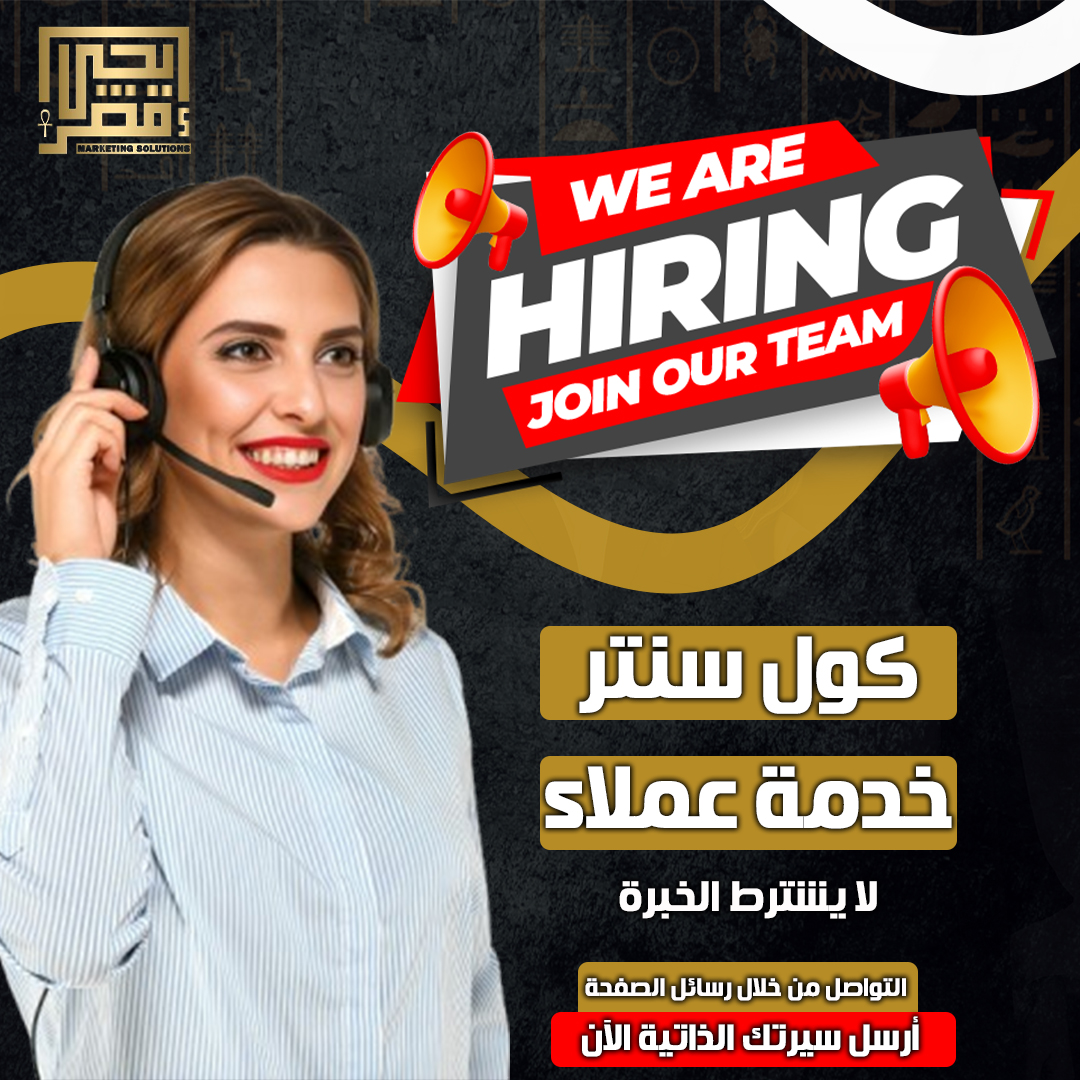 MARKETING SOLUTIONS
WE ARE
HIRING
JOIN OUR TEAM
كول سنتر
خدمة عملاء
لا يشترط الخبرة
التواصل من خلال رسائل الصفحة
أرسل سيرتك الذاتية الآن